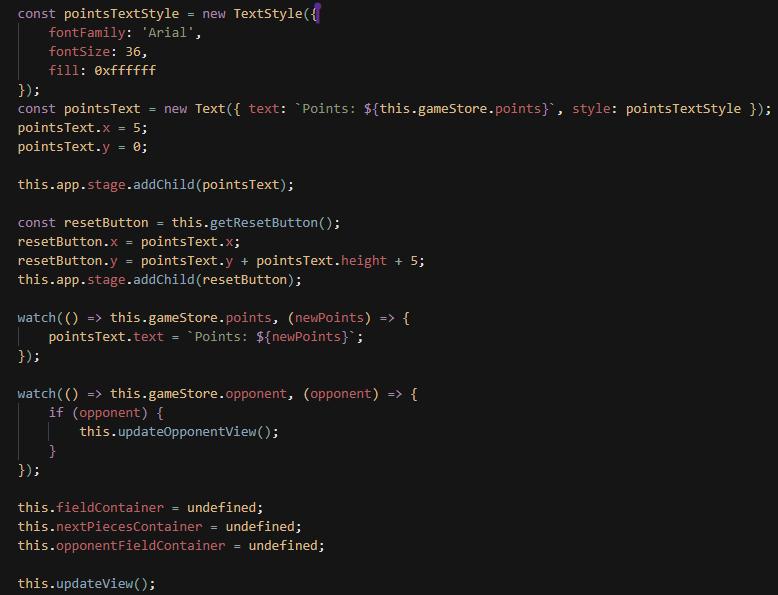 const pointsTextStyle = new TextStyle({
    fontFamily: 'Arial',
    fontSize: 36,
    fill: 0xffffff
});
const pointsText = new Text({ text: `Points: ${this.gameStore.points}`, style: pointsTextStyle });
pointsText.x = 5;
pointsText.y = 0;

this.app.stage.addChild(pointsText);

const resetButton = this.getResetButton();
resetButton.x = pointsText.x;
resetButton.y = pointsText.y + pointsText.height + 5;
this.app.stage.addChild(resetButton);

watch(() => this.gameStore.points, (newPoints) => {
    pointsText.text = `Points: ${newPoints}`;
});

watch(() => this.gameStore.opponent, (opponent) => {
    if (opponent) {
        this.updateOpponentView();
    }
});

this.fieldContainer = undefined;
this.nextPiecesContainer = undefined;
this.opponentFieldContainer = undefined;

this.updateView();